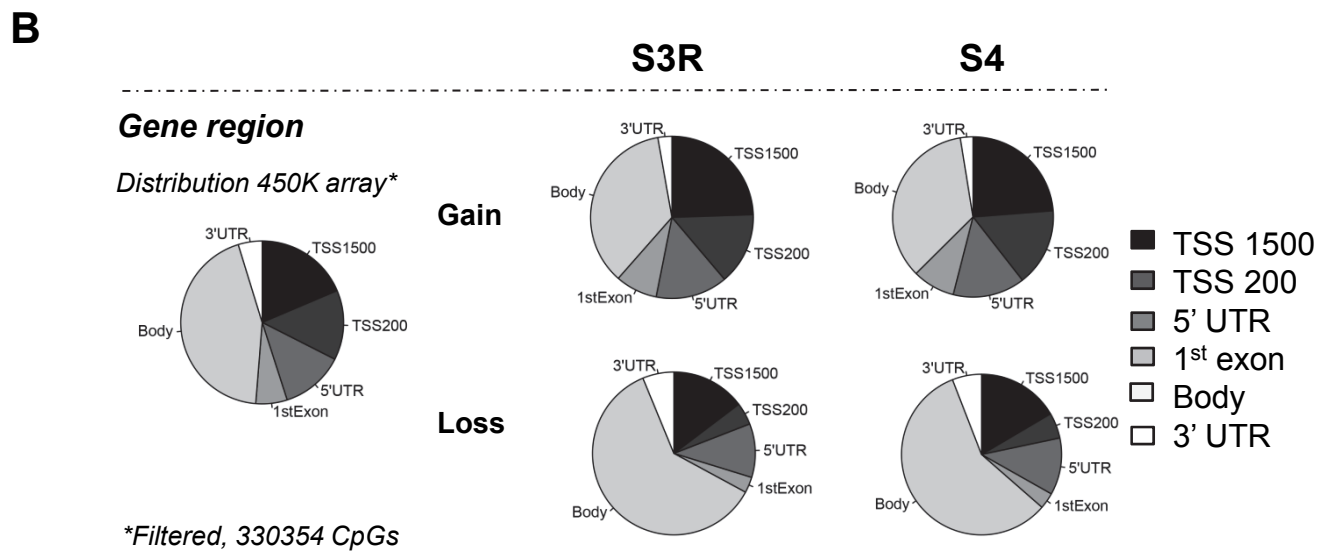 B
S3R
S4
Gene region
Distribution 450K array*
3'UTR
TSS1500
TSS200
5'UTR
1stExon
Body
Gain
3'UTR
TSS1500
TSS200
5'UTR
1stExon
Body
3'UTR
TSS1500
TSS200
5'UTR
1stExon
Body
Loss
3'UTR
TSS1500
TSS200
5'UTR
1stExon
Body
3'UTR
TSS1500
TSS200
5'UTR
1stExon
Body
TSS 1500
TSS 200
5’ UTR
1st exon
Body
3’ UTR
*Filtered, 330354 CpGs